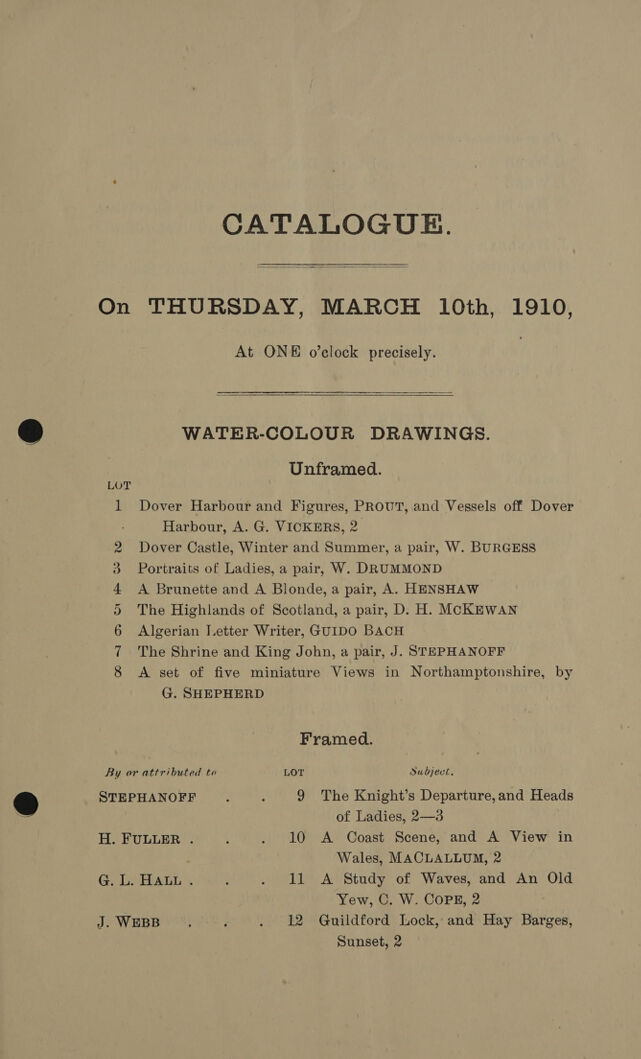 CATALOGUE.
On THURSDAY, MARCH 10th, 1910,
At ONE o'clock precisely.
WATER-COLOUR DRAWINGS.
Unframed.
LOT
1 Dover Harbour and Figures, PROUT, and Vessels off Dover
Harbour, A. G. VICKERS, 2
2 Dover Castle, Winter and Summer, a pair, W. BURGESS
3 Portraits of Ladies, a pair, W. DRUMMOND
4 A Brunette and A Blonde, a pair, A. HENSHAW
5 The Highlands of Scotland, a pair, D. H. MCKEWAN
6 Algerian Letter Writer, GUIDO BACH
7 The Shrine and King John, a pair, J. STEPHANOFF
8 A set of five miniature Views in Northamptonshire, by
G. SHEPHERD
Framed.
By or attributed to LOT Subject.
STEPHANOFF . . 9 The Knight's Departure, and Heads
of Ladies, 2—3
H. FULLER . . . 10 A Coast Scene, and A View in
Wales, MACLALLUM, 2
G. L. HALL . . . 11 A Study of Waves, and An Old
Yew, C. W. COPE, 2
J. WEBB . . . 12 Guildford Lock, and Hay Barges,
Sunset, 2